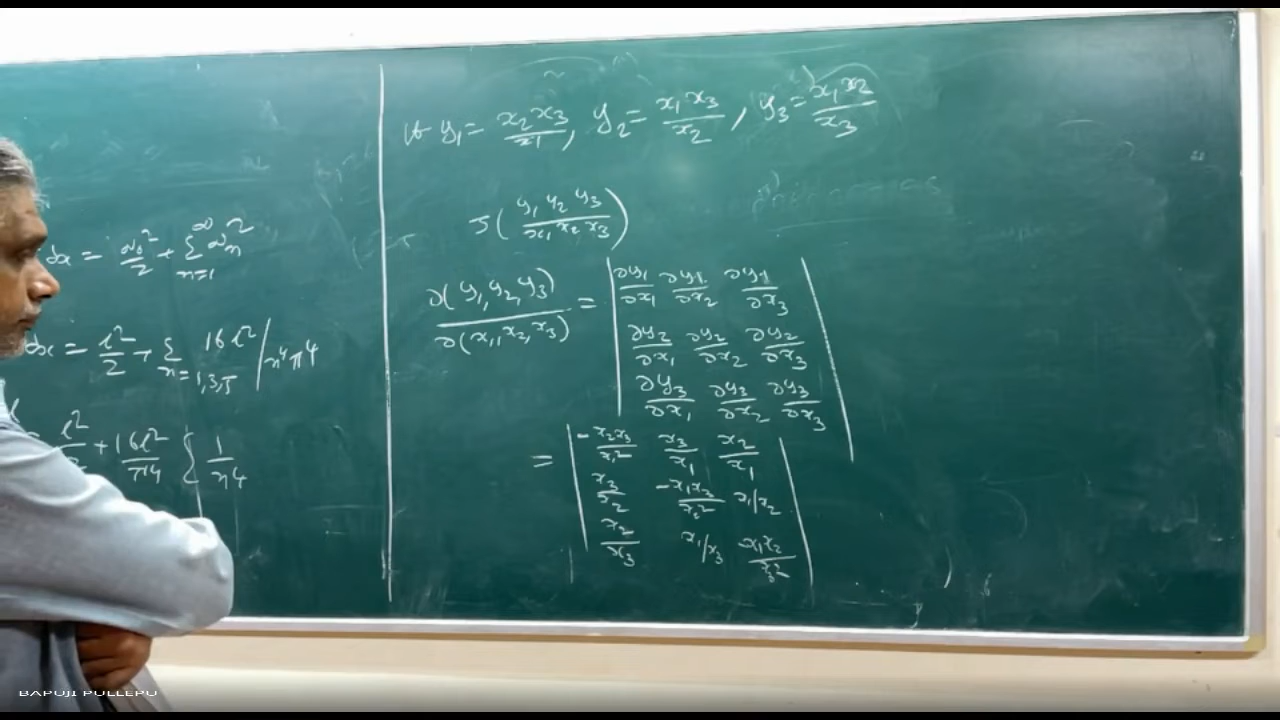 dx = a₀²/2 + Σ_{n=1}^{∞} a_n²
dx = l²/2 + Σ_{n=1,3,5} 16l² / n⁴π⁴
l²/2 + 16l²/π⁴ { 1/n⁴
If y₁ = x₂x₃/x₁, y₂ = x₁x₃/x₂, y₃ = x₁x₂/x₃
J( y₁ y₂ y₃ / x₁ x₂ x₃ )
∂(y₁, y₂, y₃)/∂(x₁, x₂, x₃) = | ∂y₁/∂x₁ ∂y₁/∂x₂ ∂y₁/∂x₃
∂y₂/∂x₁ ∂y₂/∂x₂ ∂y₂/∂x₃
∂y₃/∂x₁ ∂y₃/∂x₂ ∂y₃/∂x₃ |
= | -x₂x₃/x₁² x₃/x₁ x₂/x₁
x₃/x₂ -x₁x₃/x₂² x₁/x₂
x₂/x₃ x₁/x₃ -x₁x₂/x₃² |
BAPUJI PULLEPU